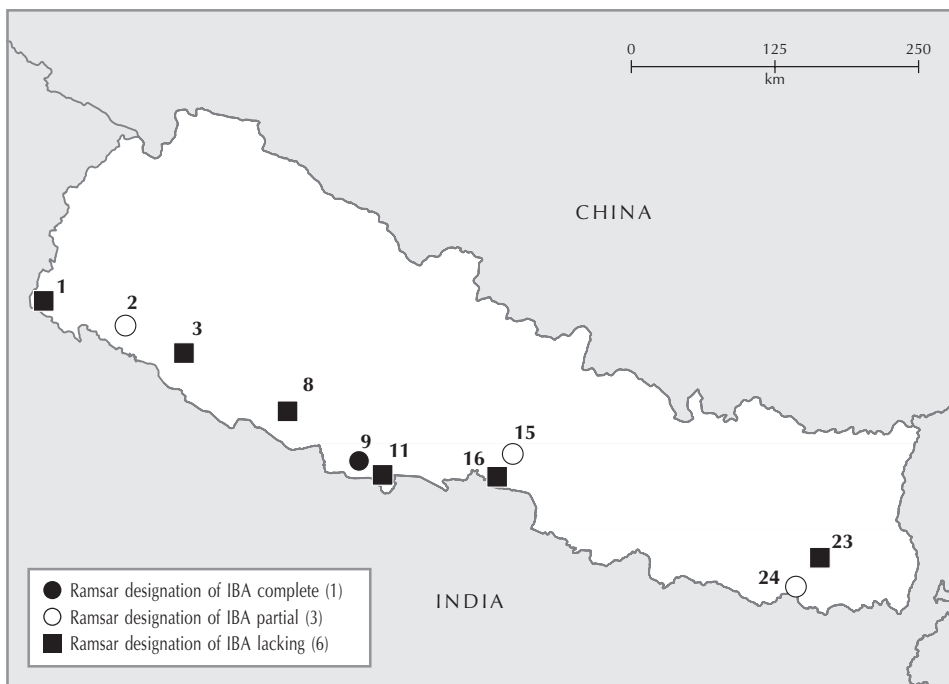 0 125 250
km
CHINA
1
2
3
8
9
11
15
16
23
24
INDIA
Ramsar designation of IBA complete (1)
Ramsar designation of IBA partial (3)
Ramsar designation of IBA lacking (6)